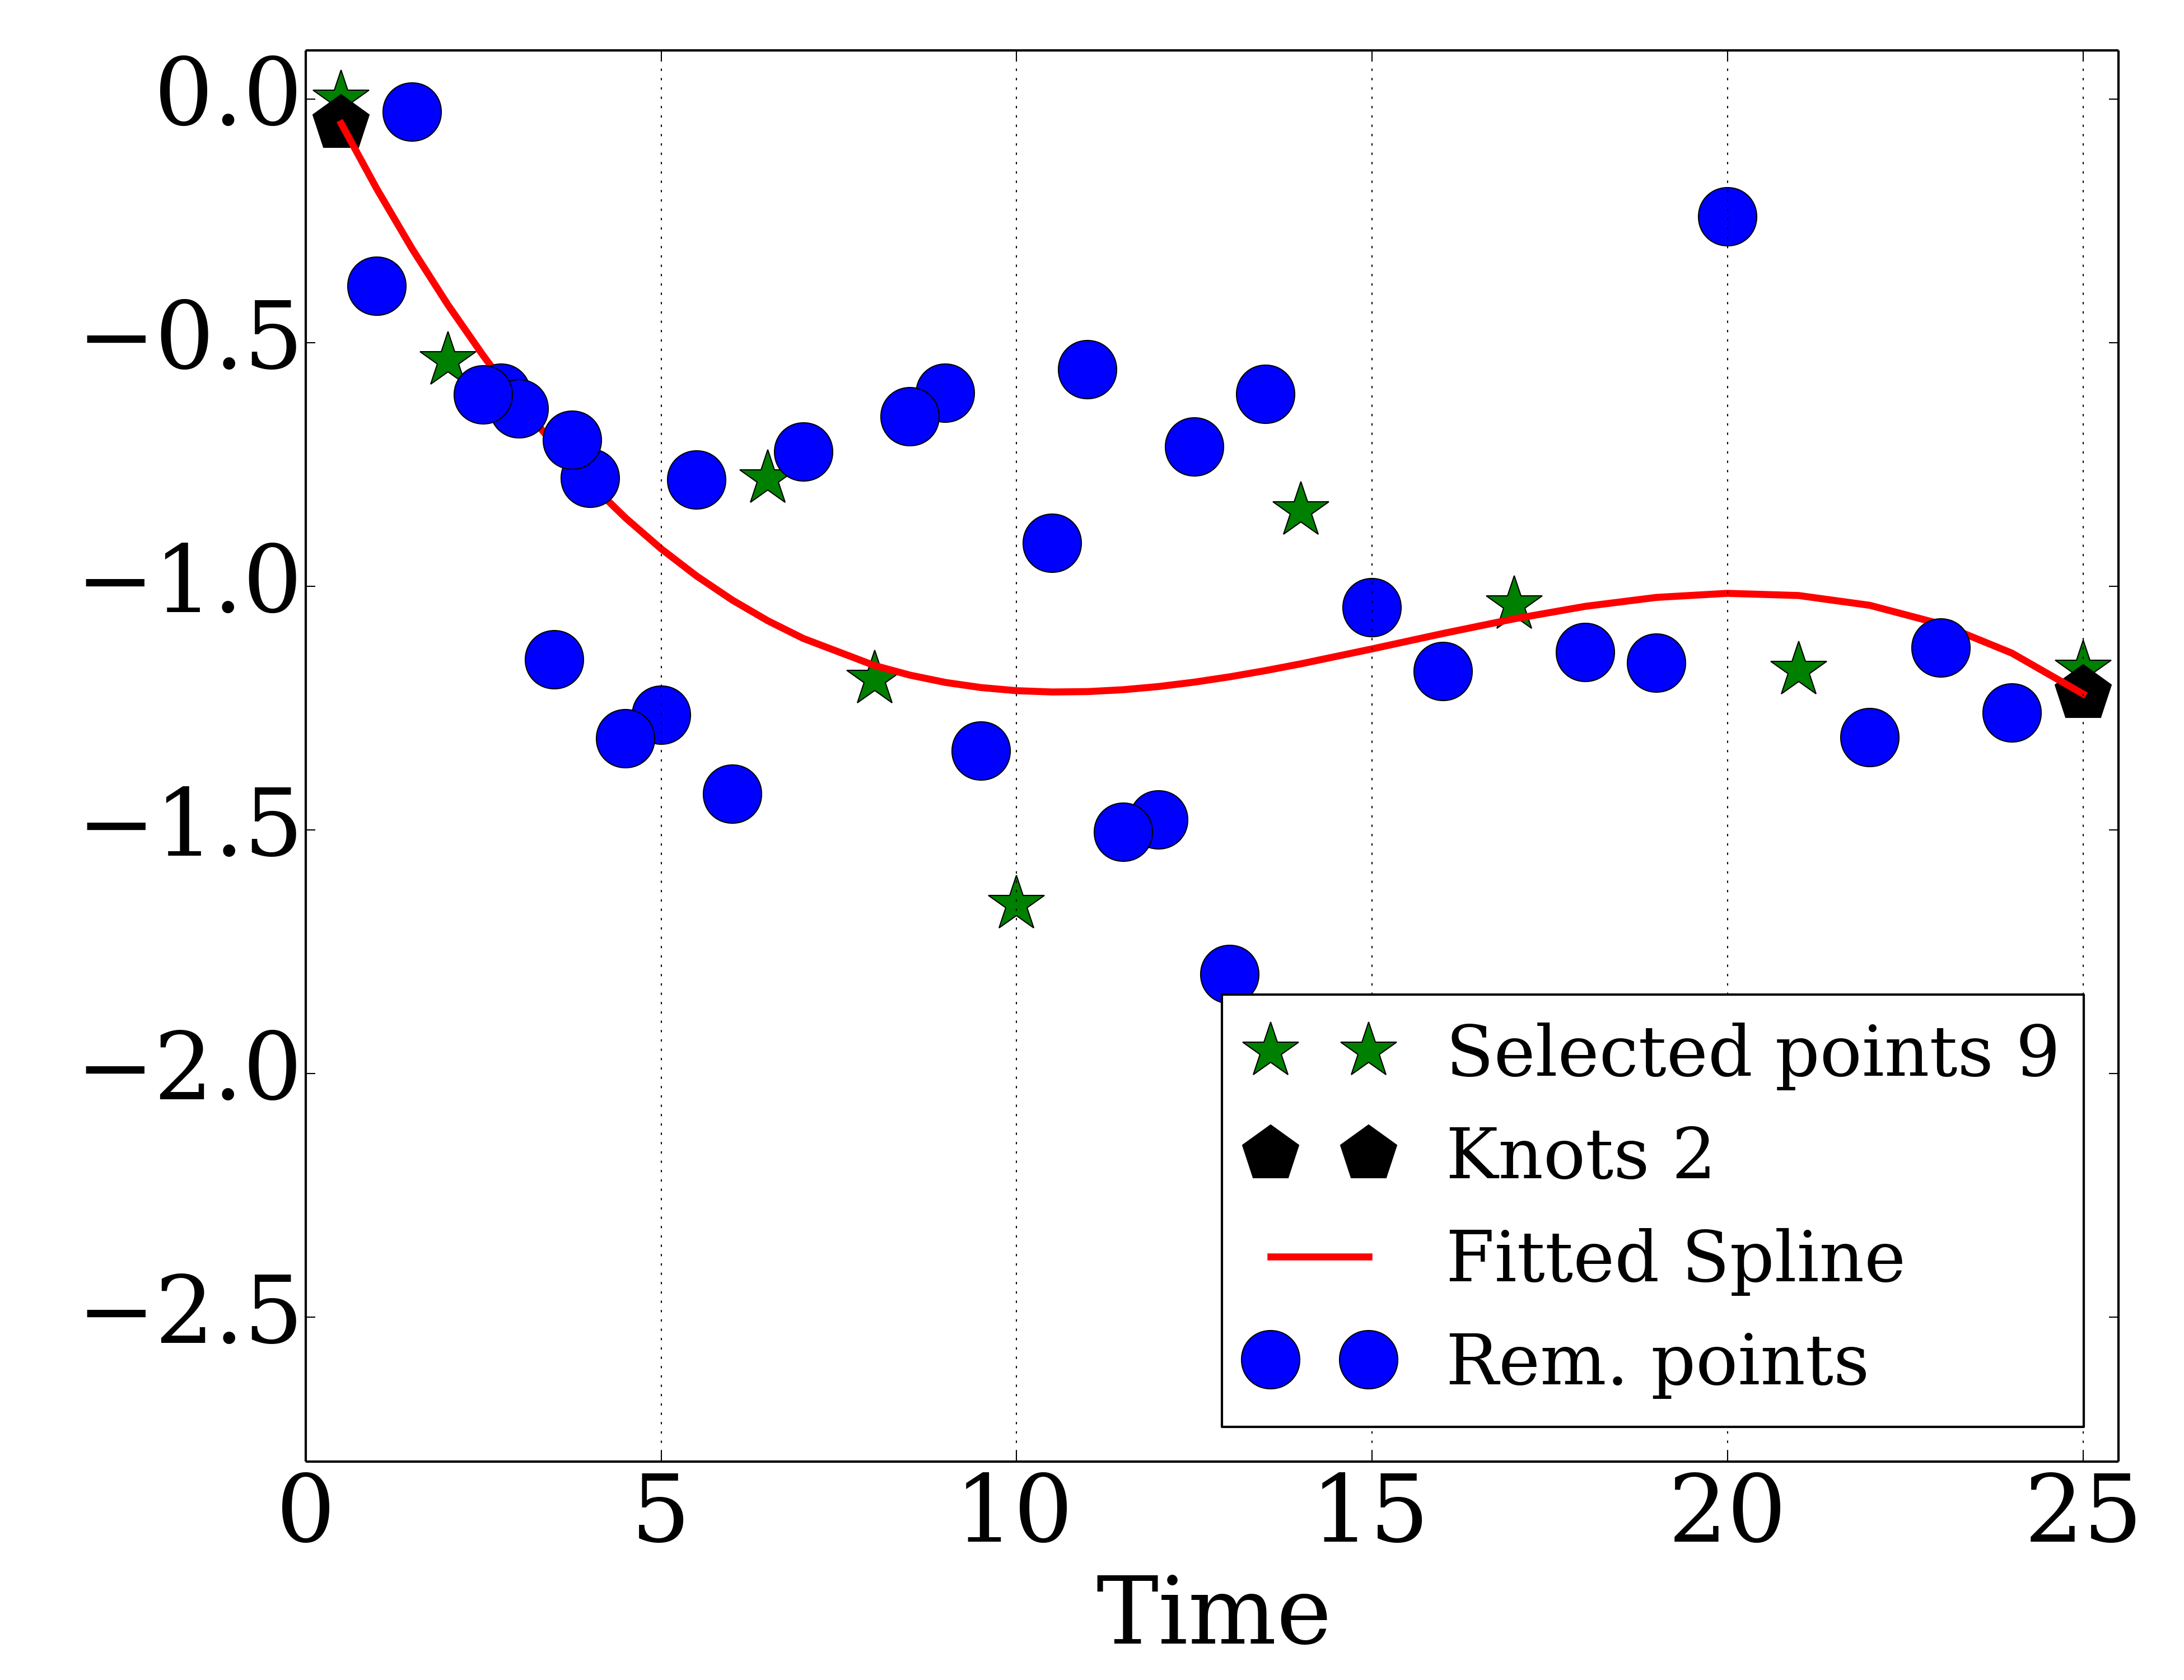 0.0
−0.5
−1.0
−1.5
−2.0
−2.5
Selected points 9
Knots 2
Fitted Spline
Rem. points
0 5 10 15 20 25
Time